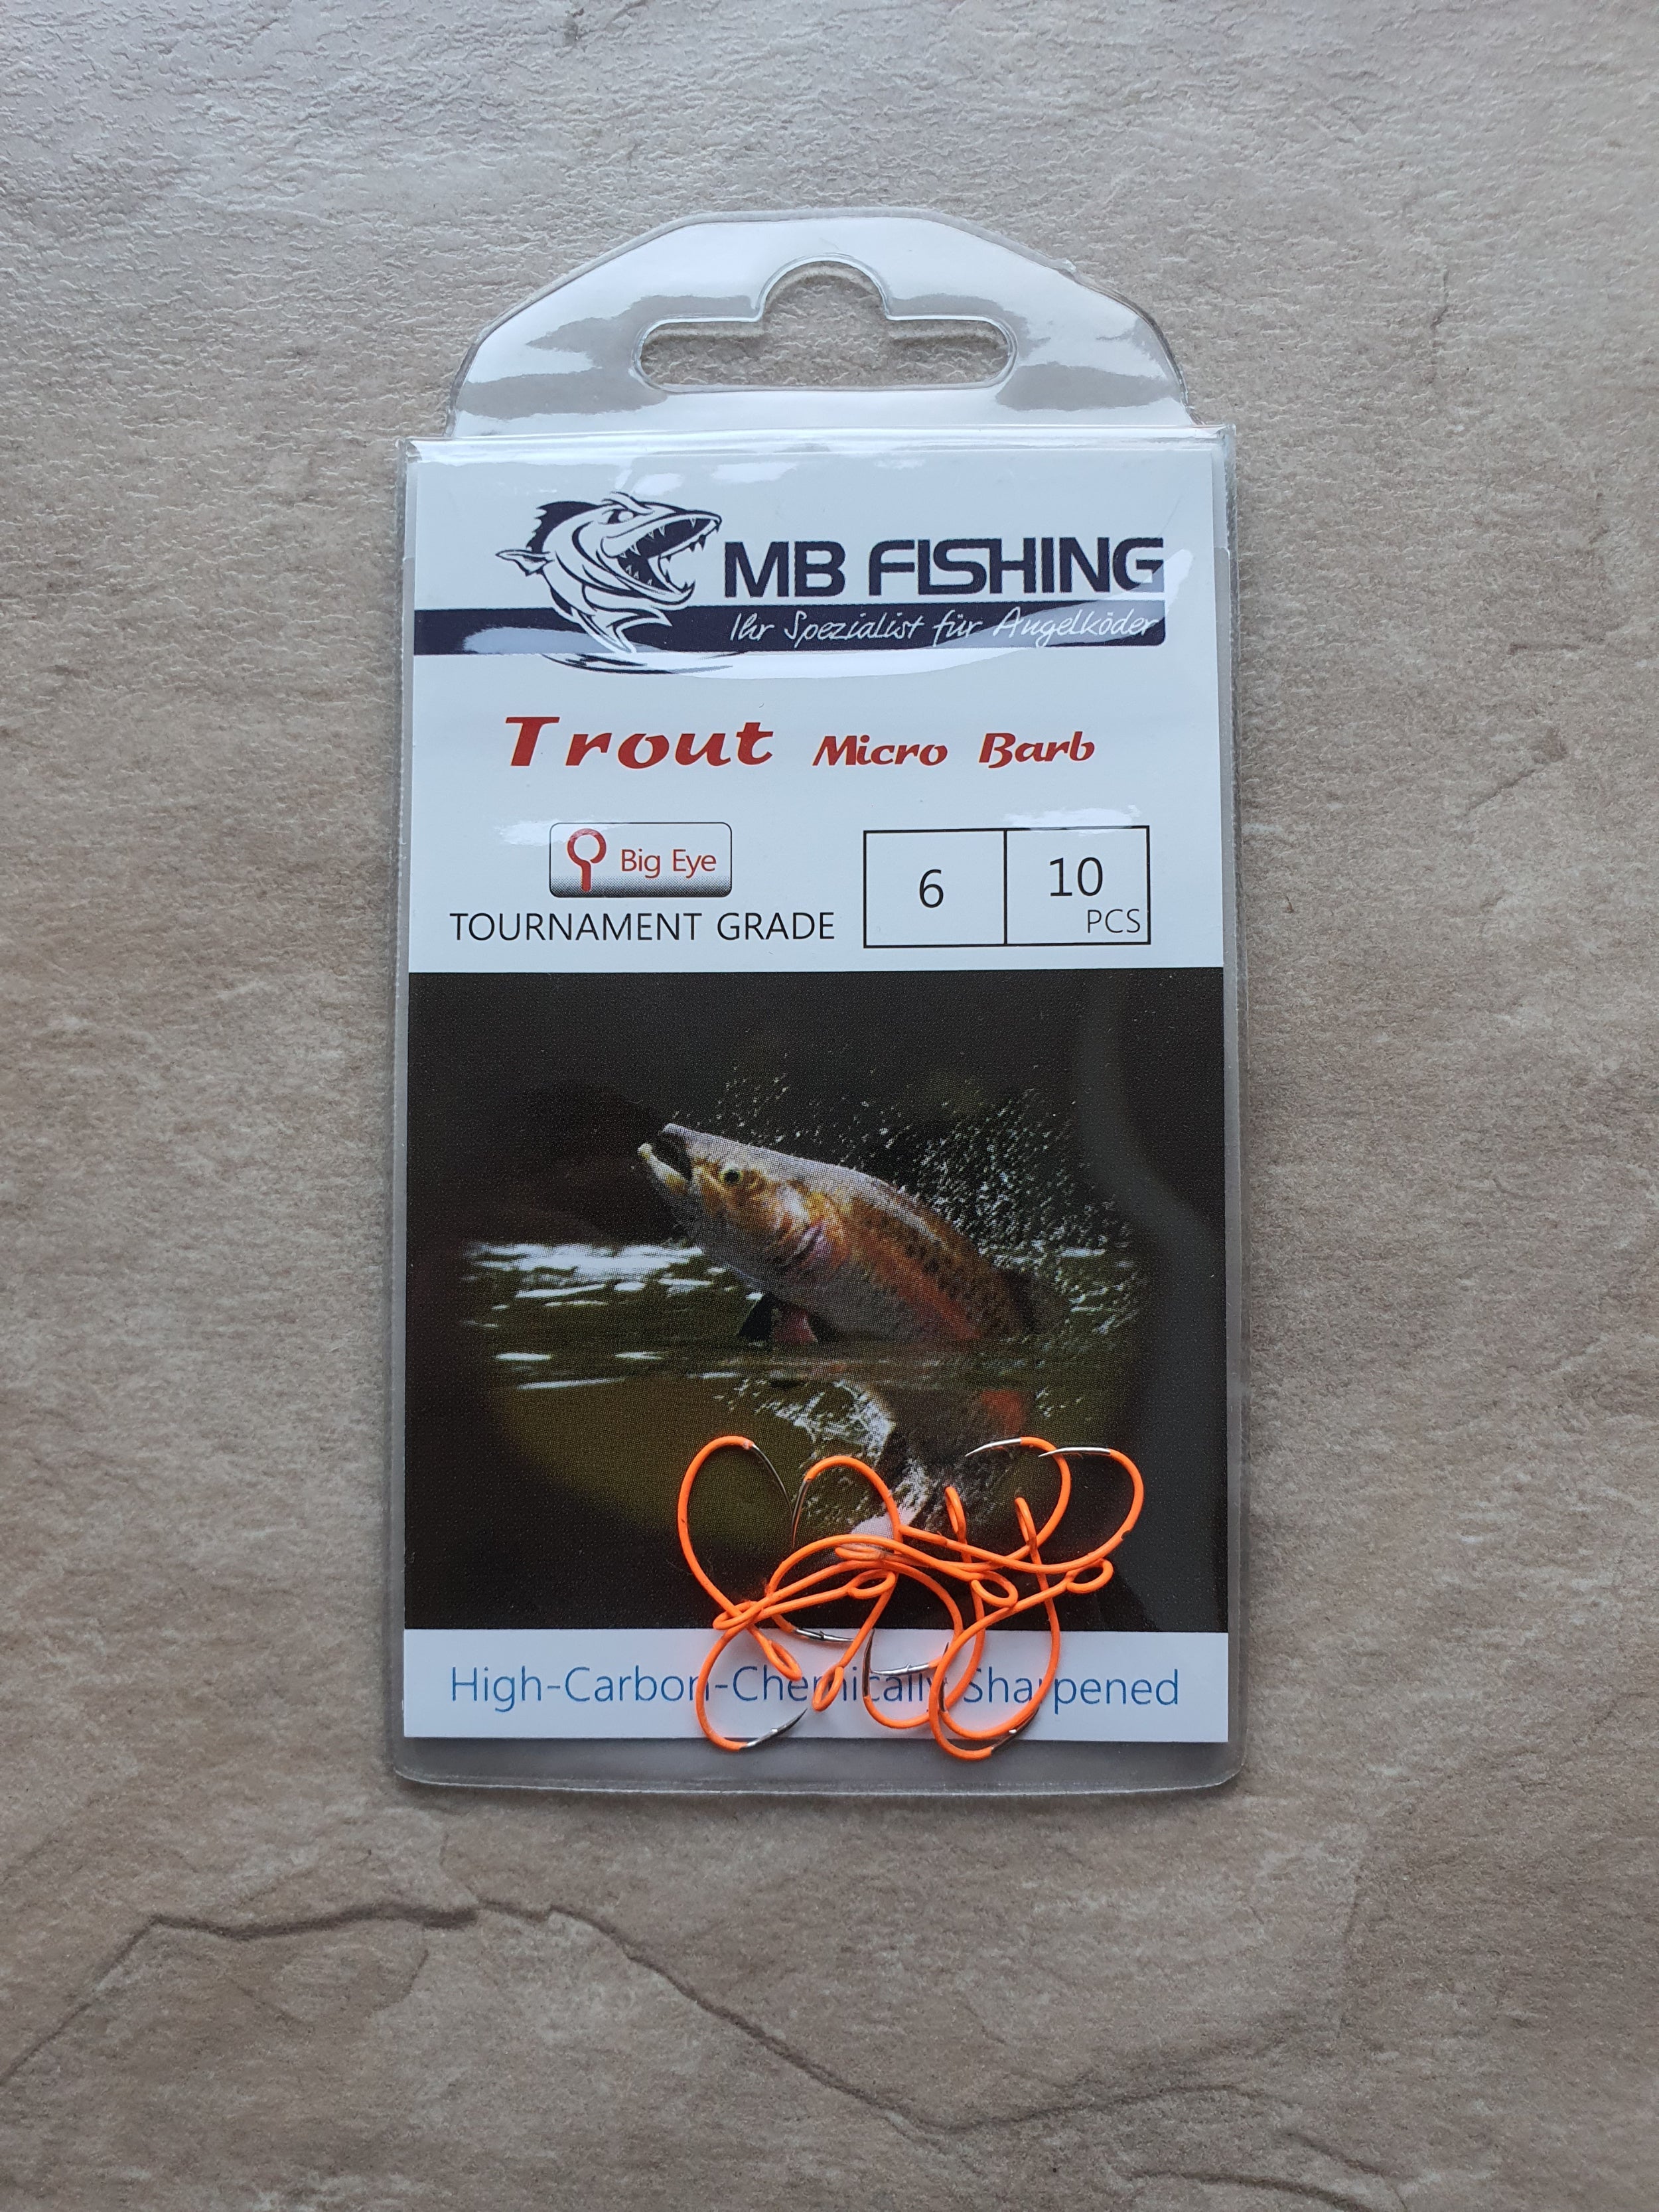 MB FISHING
Ihr Spezialist für Angelköder
Trout Micro Barb
Big Eye
TOURNAMENT GRADE
6
10
PCS
High-Carbon-Chemically Sharpened